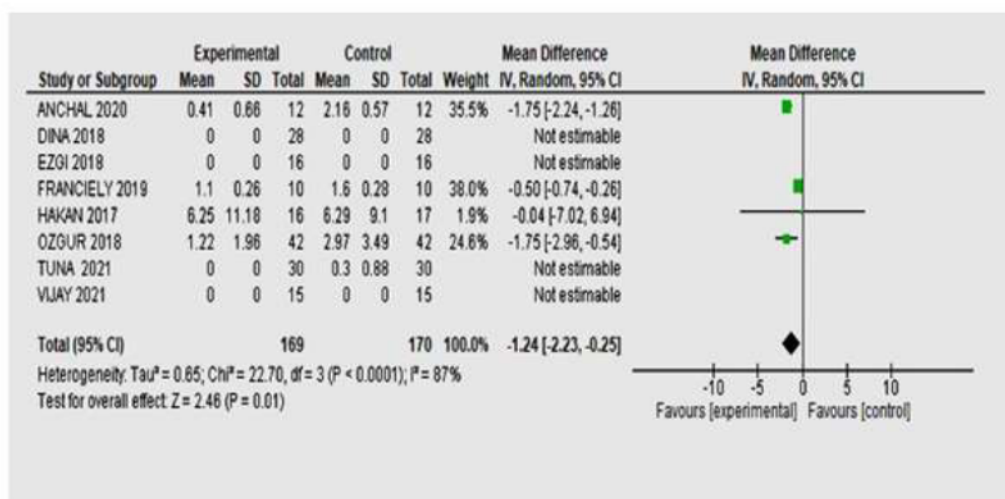 Experimental Control Mean Difference Mean Difference
Study or Subgroup Mean SD Total Mean SD Total Weight IV, Random, 95% CI IV, Random, 95% CI
ANCHAL 2020 0.41 0.66 12 2.16 0.57 12 35.5% -1.75 [-2.24, -1.26]
DINA 2018 0 0 28 0 0 28 Not estimable
EZGI 2018 0 0 16 0 0 16 Not estimable
FRANCIELY 2019 1.1 0.26 10 1.6 0.28 10 38.0% -0.50 [-0.74, -0.26]
HAKAN 2017 6.25 11.18 16 6.29 9.1 17 1.9% -0.04 [-7.02, 6.94]
OZGUR 2018 1.22 1.96 42 2.97 3.49 42 24.6% -1.75 [-2.96, -0.54]
TUNA 2021 0 0 30 0.3 0.88 30 Not estimable
VIJAY 2021 0 0 15 0 0 15 Not estimable
Total (95% CI) 169 170 100.0% -1.24 [-2.23, -0.25]
Heterogeneity: Tau² = 0.65; Chi² = 22.70, df = 3 (P < 0.0001); I² = 87%
Test for overall effect: Z = 2.46 (P = 0.01)
-10 -5 0 5 10
Favours [experimental] Favours [control]